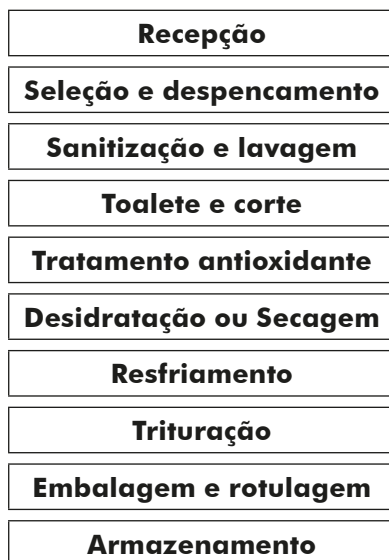 Recepção
Seleção e despencamento
Sanitização e lavagem
Toalete e corte
Tratamento antioxidante
Desidratação ou Secagem
Resfriamento
Trituração
Embalagem e rotulagem
Armazenamento